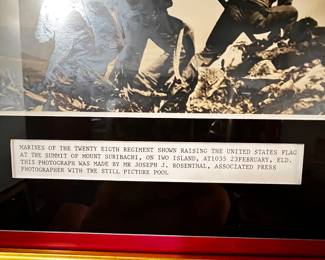 MARINES OF THE TWENTY EIGTH REGIMENT SHOWN RAISING THE UNITED STATES FLAG
AT THE SUMMIT OF MOUNT SURIBACHI, ON IWO ISLAND, AT1035 23FEBRUARY, ELD.
THIS PHOTOGRAPH WAS MADE BY MR JOSEPH J. ROSENTHAL, ASSOCIATED PRESS
PHOTOGRAPHER WITH THE STILL PICTURE POOL